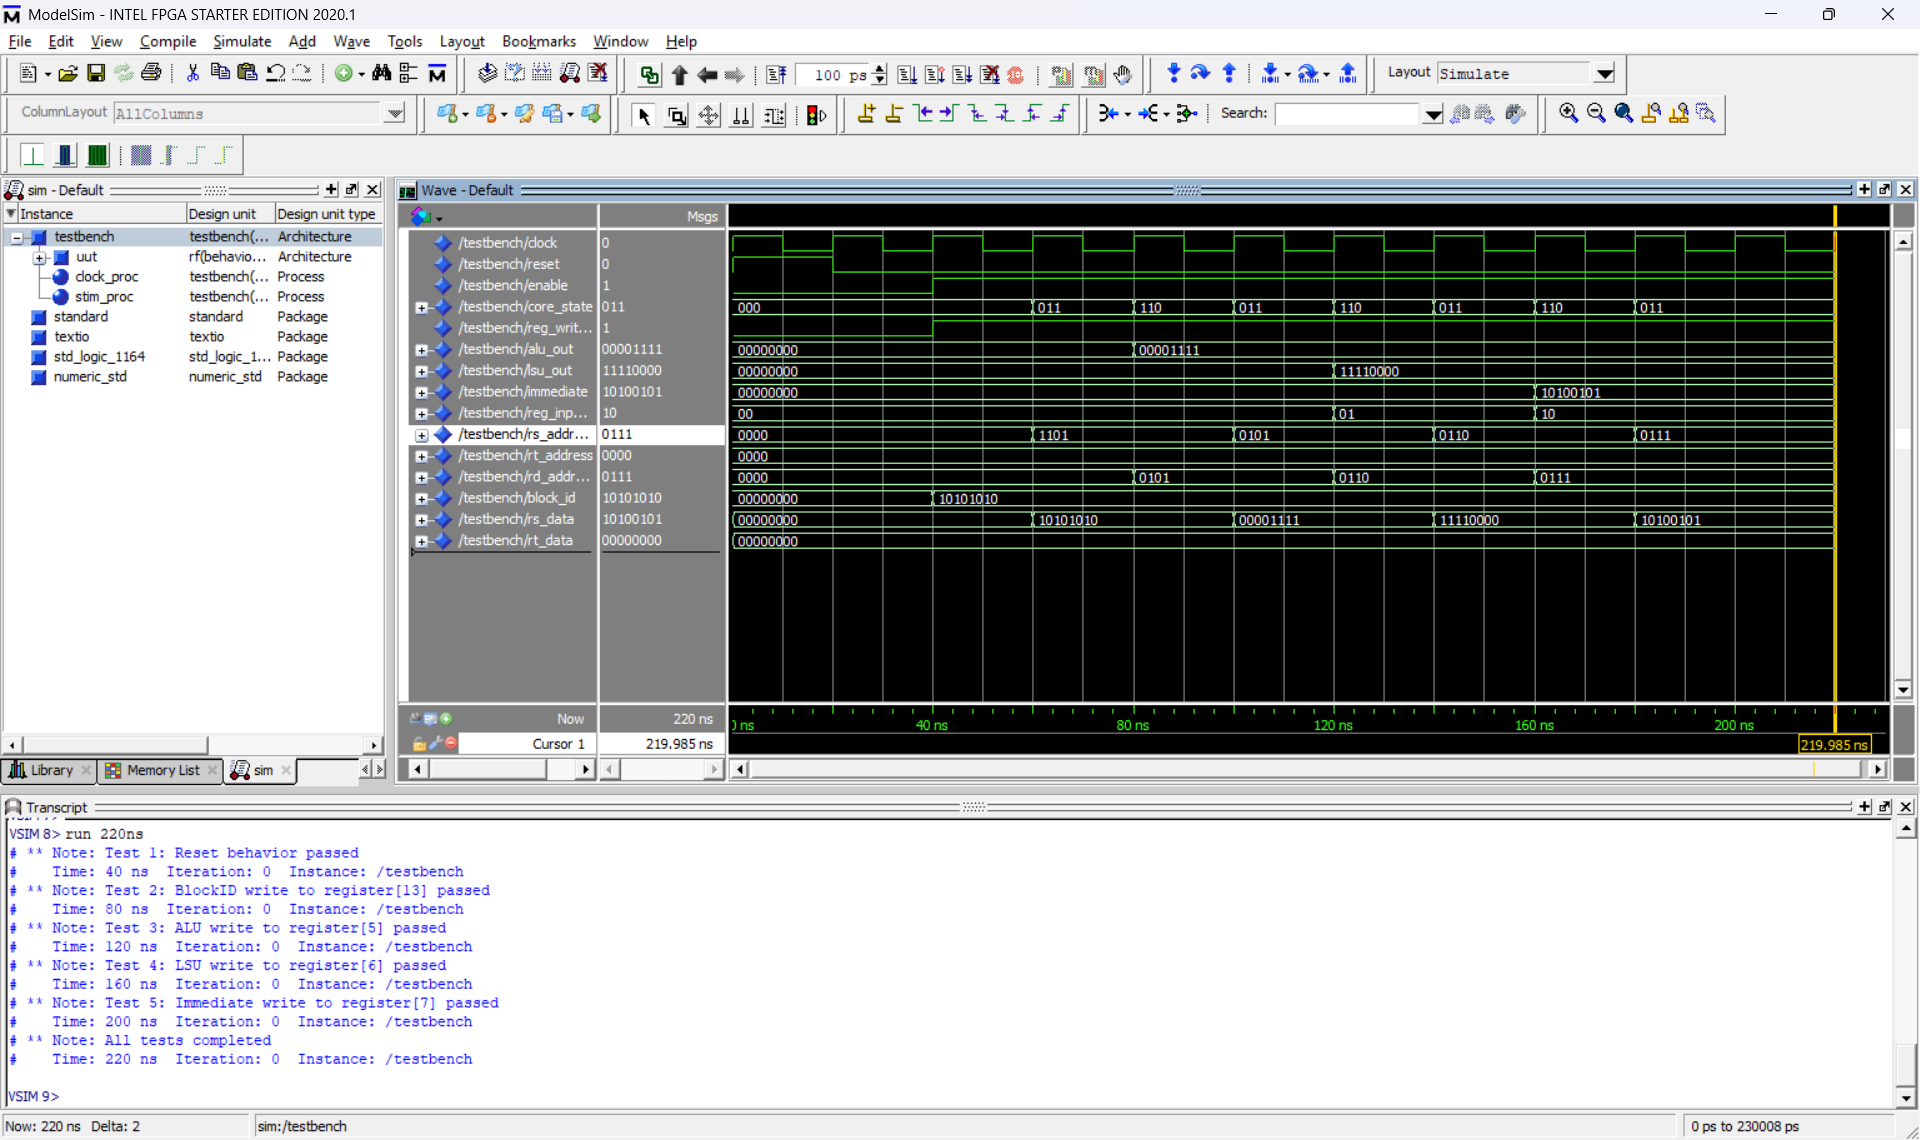 ModelSim - INTEL FPGA STARTER EDITION 2020.1
File Edit View Compile Simulate Add Wave Tools Layout Bookmarks Window Help
100 ps
Layout Simulate
ColumnLayout AllColumns
Search:
sim - Default
Instance Design unit Design unit type
testbench testbench(... Architecture
uut rf(behavio... Architecture
clock_proc testbench(... Process
stim_proc testbench(... Process
standard standard Package
textio textio Package
std_logic_1164 std_logic_1... Package
numeric_std numeric_std Package
Library Memory List sim
Wave - Default
Msgs
/testbench/clock 0
/testbench/reset 0
/testbench/enable 1
/testbench/core_state 011 000 011 110 011 110 011 110 011
/testbench/reg_writ... 1
/testbench/alu_out 00001111 00000000 00001111
/testbench/lsu_out 11110000 00000000 11110000
/testbench/immediate 10100101 00000000 10100101
/testbench/reg_inp... 10 00 01 10
/testbench/rs_addr... 0111 0000 1101 0101 0110 0111
/testbench/rt_address 0000 0000
/testbench/rd_addr... 0111 0000 0101 0110 0111
/testbench/block_id 10101010 00000000 10101010
/testbench/rs_data 10100101 00000000 10101010 00001111 11110000 10100101
/testbench/rt_data 00000000 00000000
Now 220 ns
40 ns 80 ns 120 ns 160 ns 200 ns
Cursor 1 219.985 ns 219.985 ns
Transcript
VSIM 8> run 220ns
# ** Note: Test 1: Reset behavior passed
#    Time: 40 ns  Iteration: 0  Instance: /testbench
# ** Note: Test 2: BlockID write to register[13] passed
#    Time: 80 ns  Iteration: 0  Instance: /testbench
# ** Note: Test 3: ALU write to register[5] passed
#    Time: 120 ns  Iteration: 0  Instance: /testbench
# ** Note: Test 4: LSU write to register[6] passed
#    Time: 160 ns  Iteration: 0  Instance: /testbench
# ** Note: Test 5: Immediate write to register[7] passed
#    Time: 200 ns  Iteration: 0  Instance: /testbench
# ** Note: All tests completed
#    Time: 220 ns  Iteration: 0  Instance: /testbench
VSIM 9>
Now: 220 ns Delta: 2 sim:/testbench 0 ps to 230008 ps